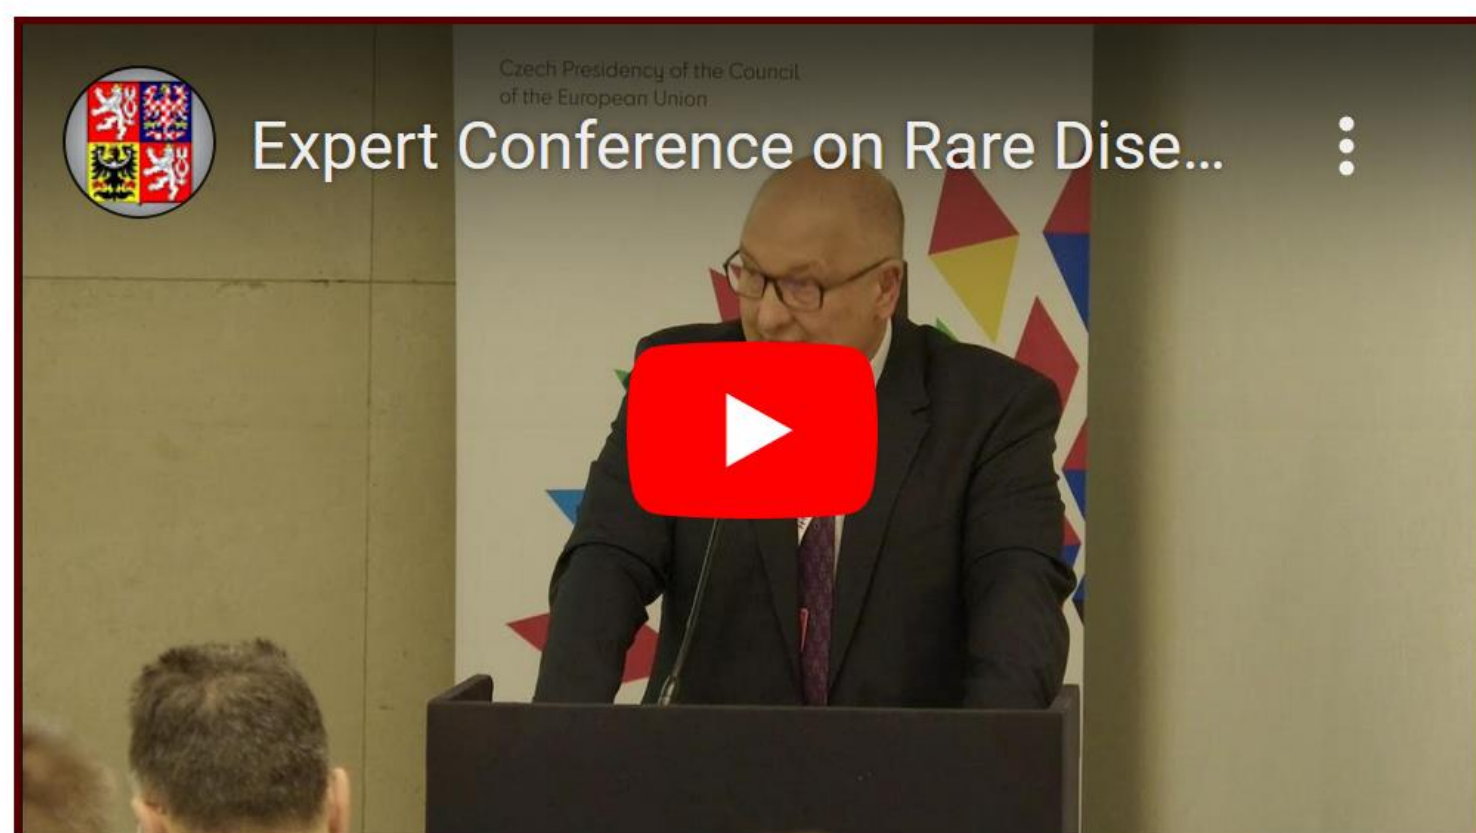 Czech Presidency of the Council
of the European Union
Expert Conference on Rare Dise...